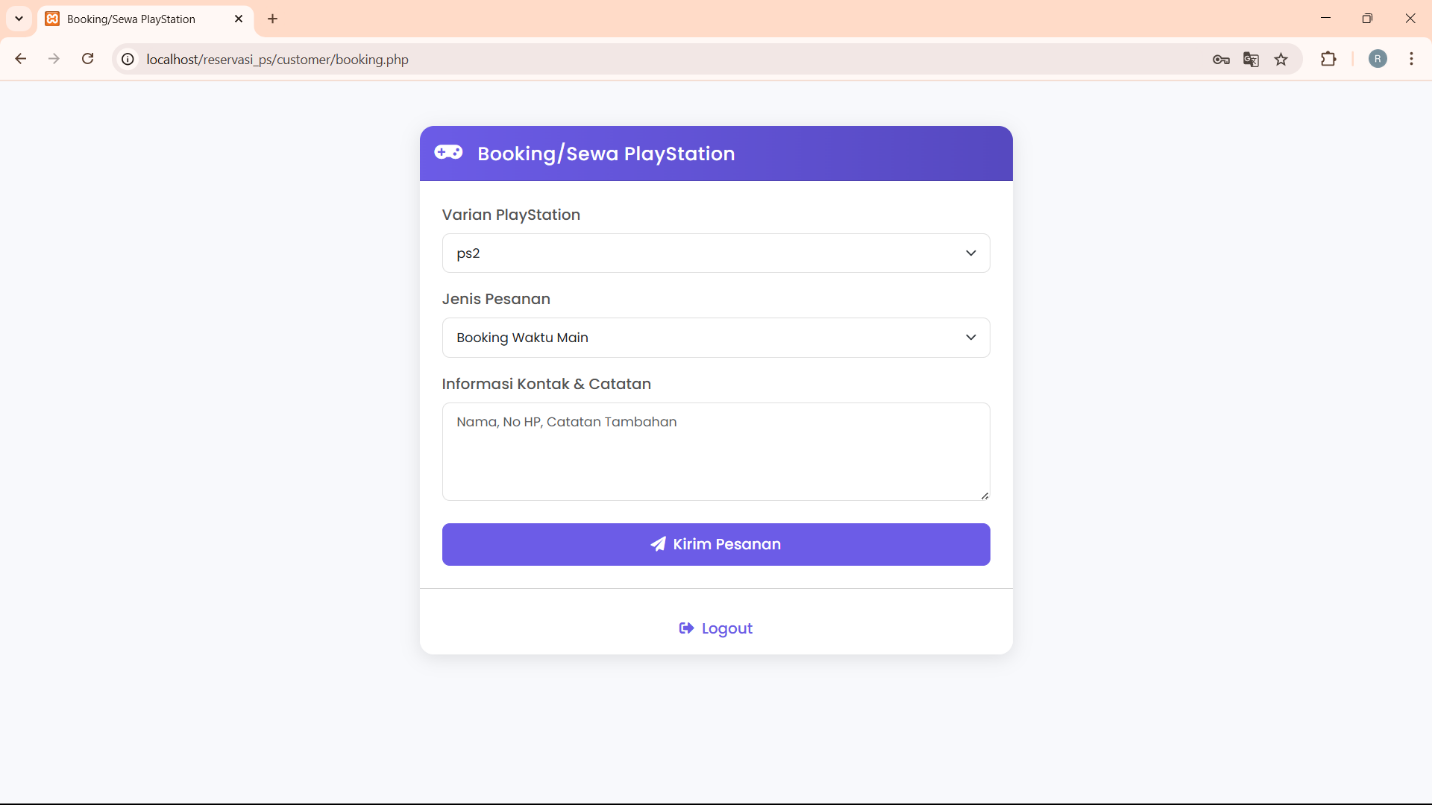 Booking/Sewa PlayStation
localhost/reservasi_ps/customer/booking.php
R
Booking/Sewa PlayStation
Varian PlayStation
ps2
Jenis Pesanan
Booking Waktu Main
Informasi Kontak & Catatan
Nama, No HP, Catatan Tambahan
Kirim Pesanan
Logout